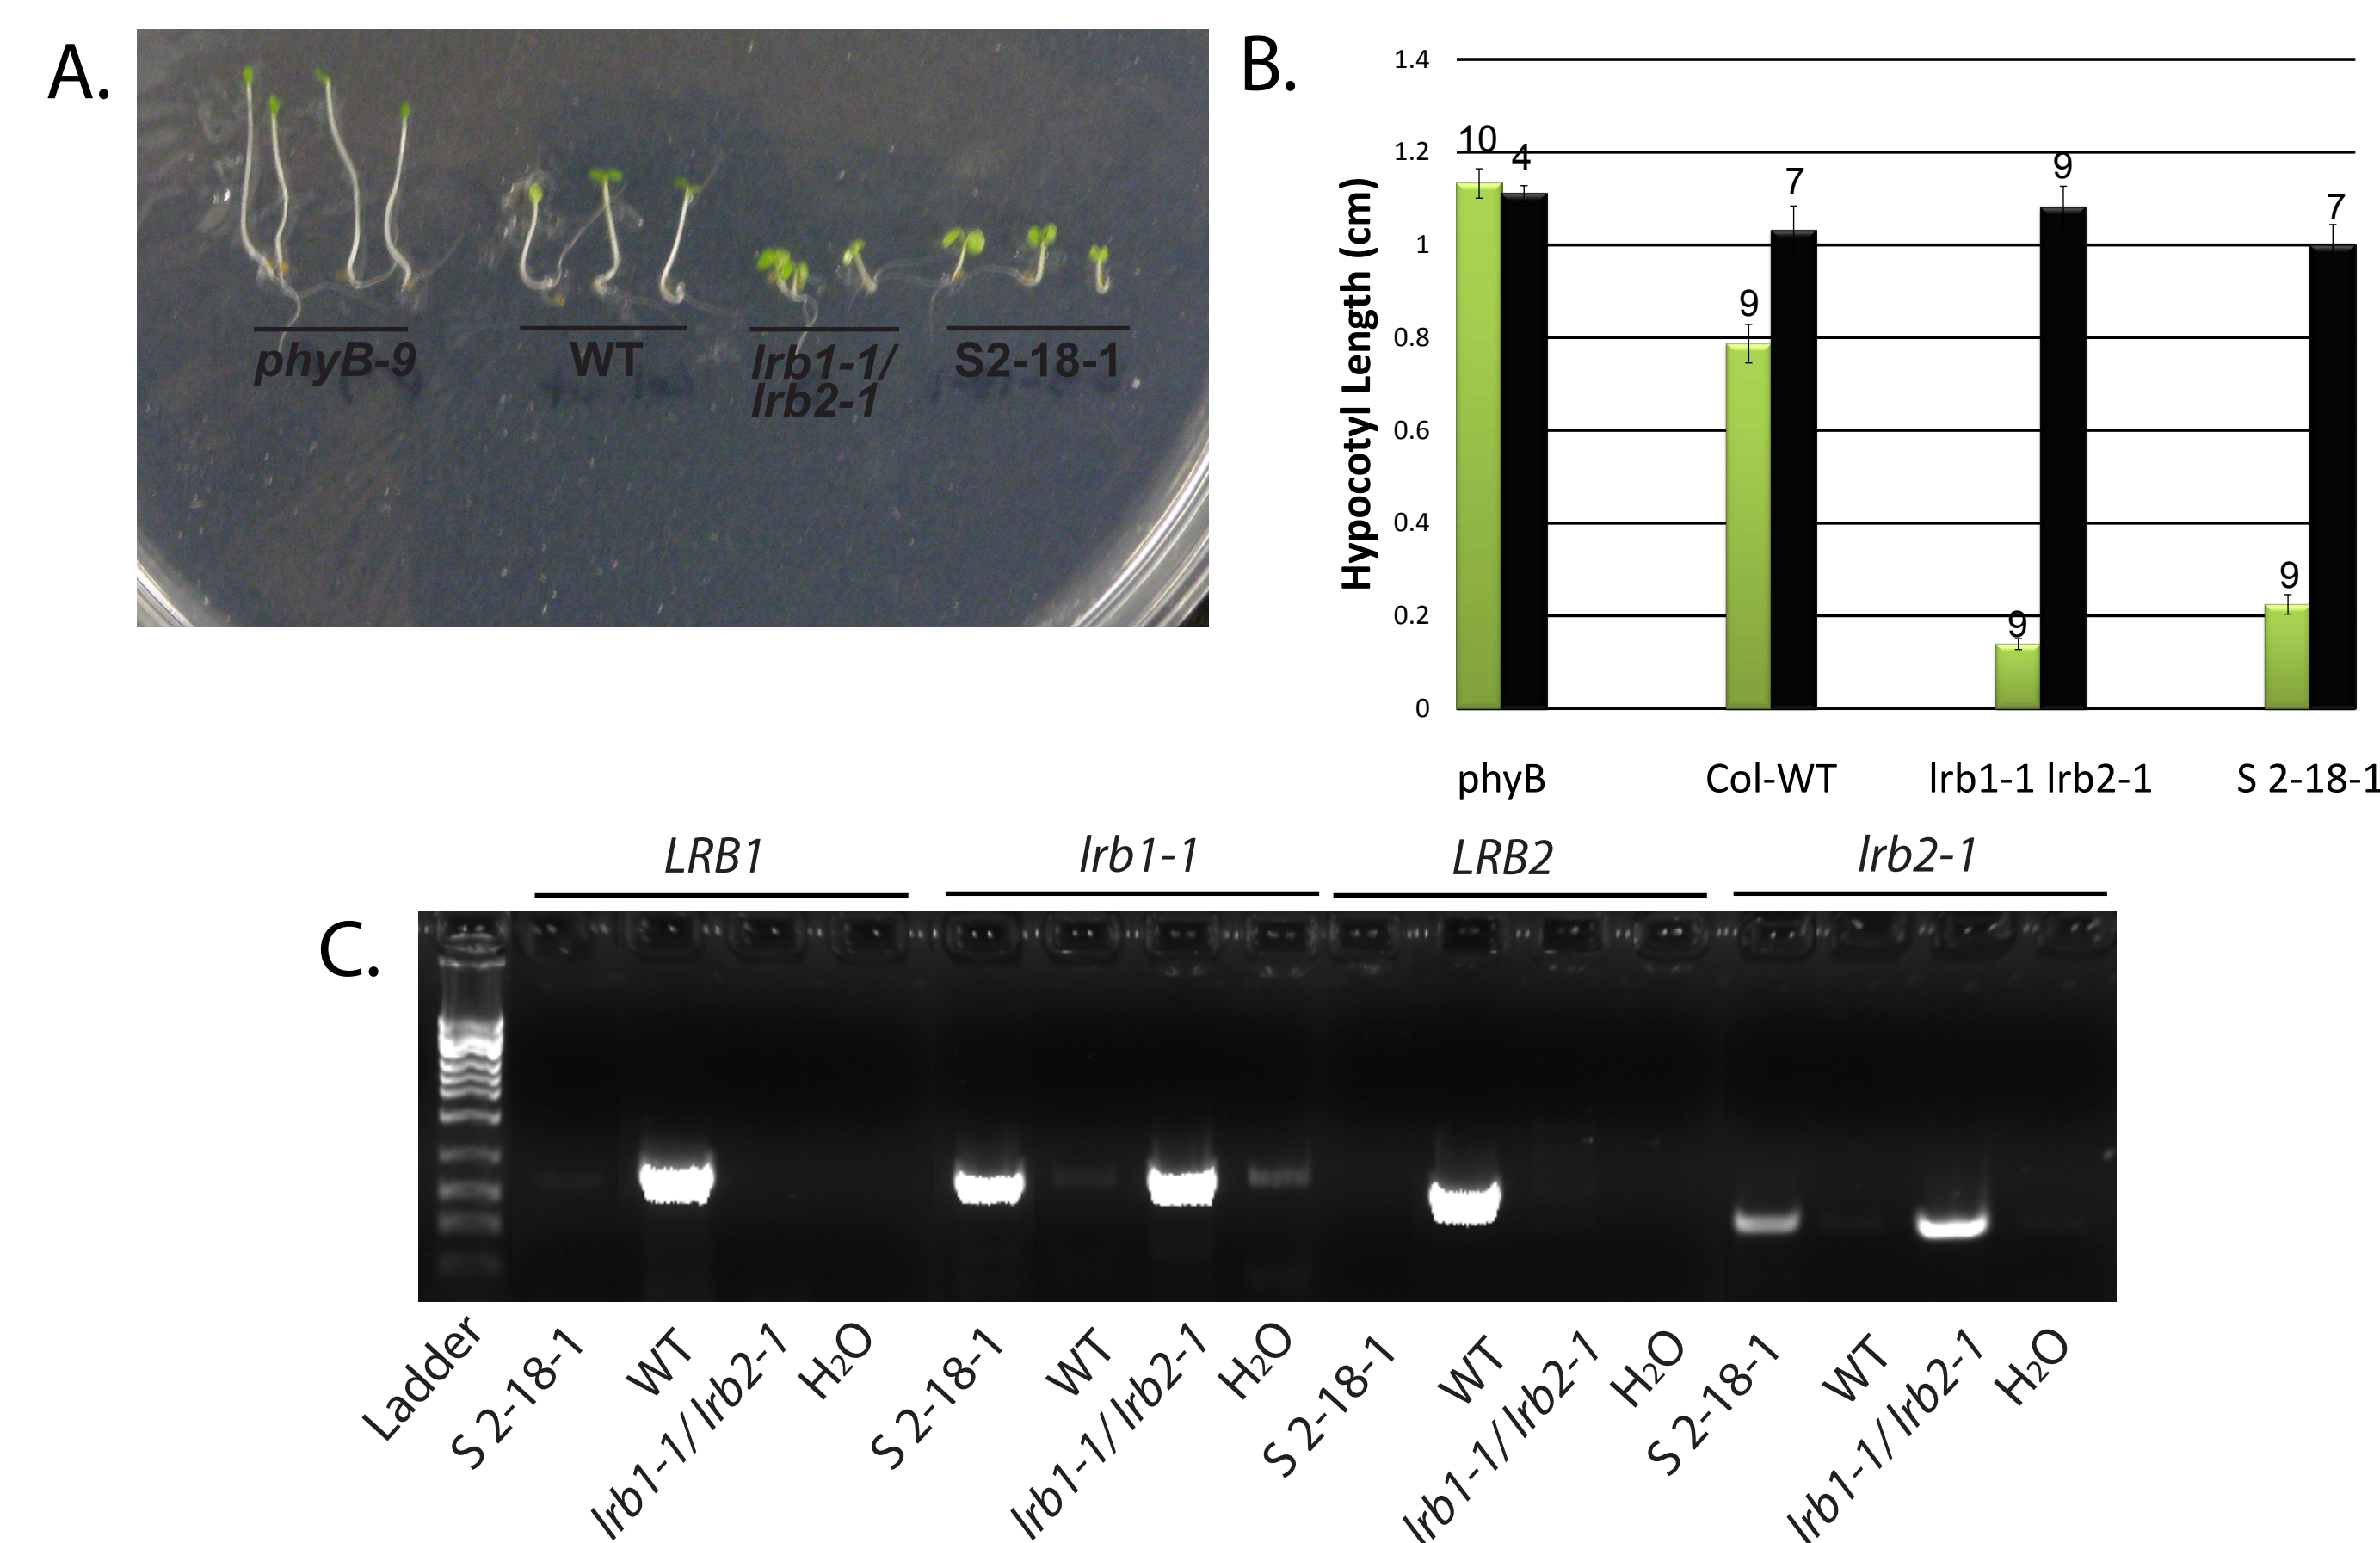 A.
phyB-9
WT
lrb1-1/
lrb2-1
S2-18-1
B.
Hypocotyl Length (cm)
1.4
1.2
1
0.8
0.6
0.4
0.2
0
10
4
9
7
9
9
9
7
phyB
Col-WT
lrb1-1 lrb2-1
S 2-18-1
C.
LRB1
lrb1-1
LRB2
lrb2-1
Ladder
S 2-18-1
WT
lrb1-1/ lrb2-1
H₂O
S 2-18-1
WT
lrb1-1/ lrb2-1
H₂O
S 2-18-1
WT
lrb1-1/ lrb2-1
H₂O
S 2-18-1
WT
lrb1-1/ lrb2-1
H₂O